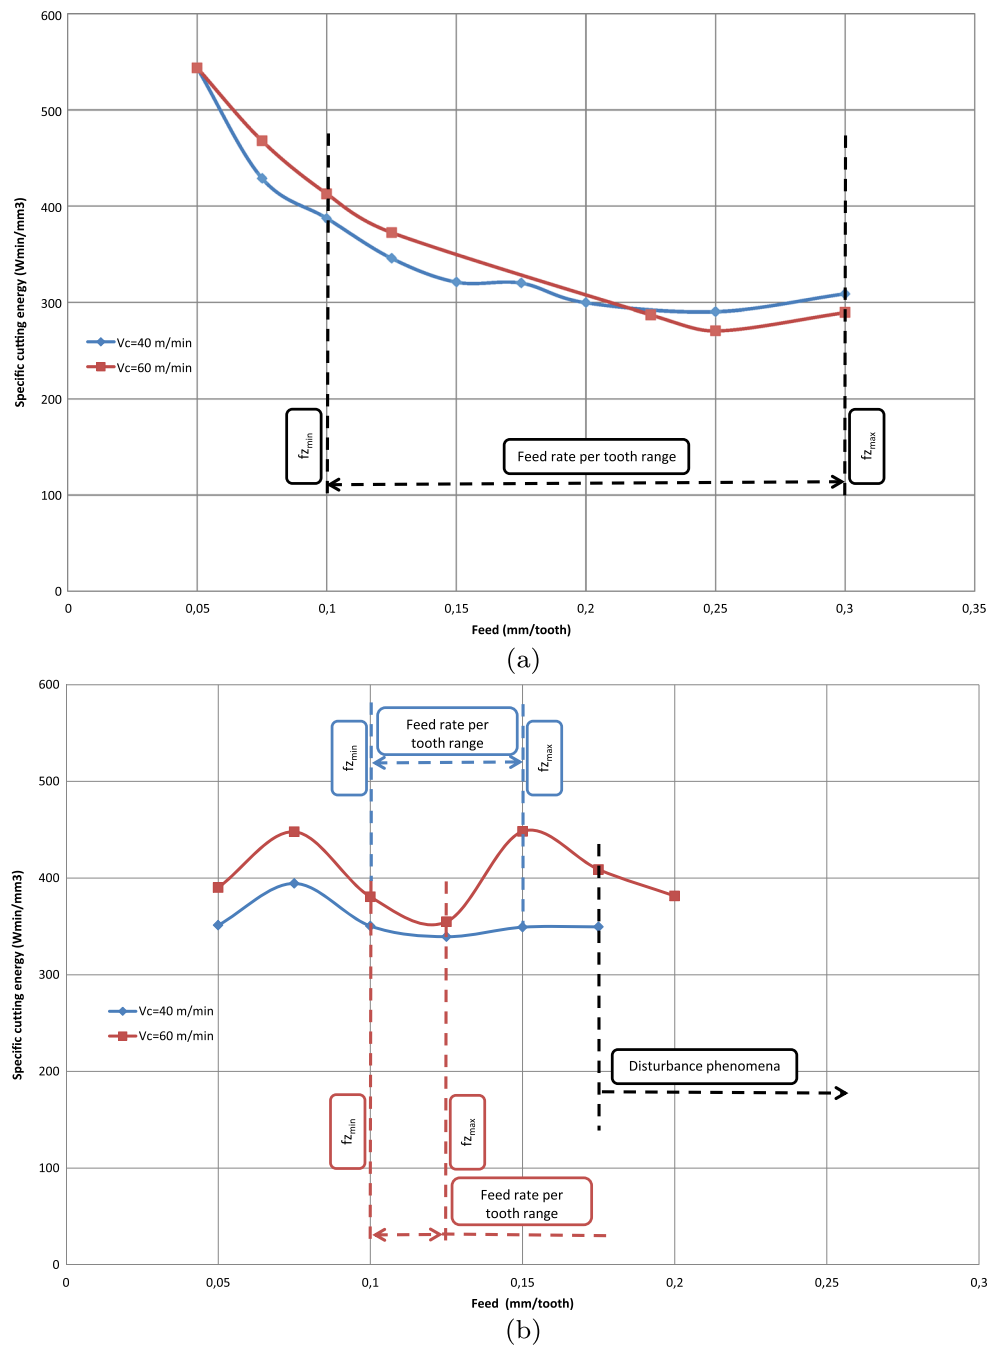 600
500
400
300
200
100
0
Specific cutting energy (Wmin/mm3)
Vc=40 m/min
Vc=60 m/min
fzmin
Feed rate per tooth range
fzmax
0
0,05
0,1
0,15
0,2
0,25
0,3
0,35
Feed (mm/tooth)
(a)
600
500
400
300
200
100
0
Specific cutting energy (Wmin/mm3)
fzmin
Feed rate per
tooth range
fzmax
Vc=40 m/min
Vc=60 m/min
Disturbance phenomena
fzmin
fzmax
Feed rate per
tooth range
0
0,05
0,1
0,15
0,2
0,25
0,3
Feed (mm/tooth)
(b)